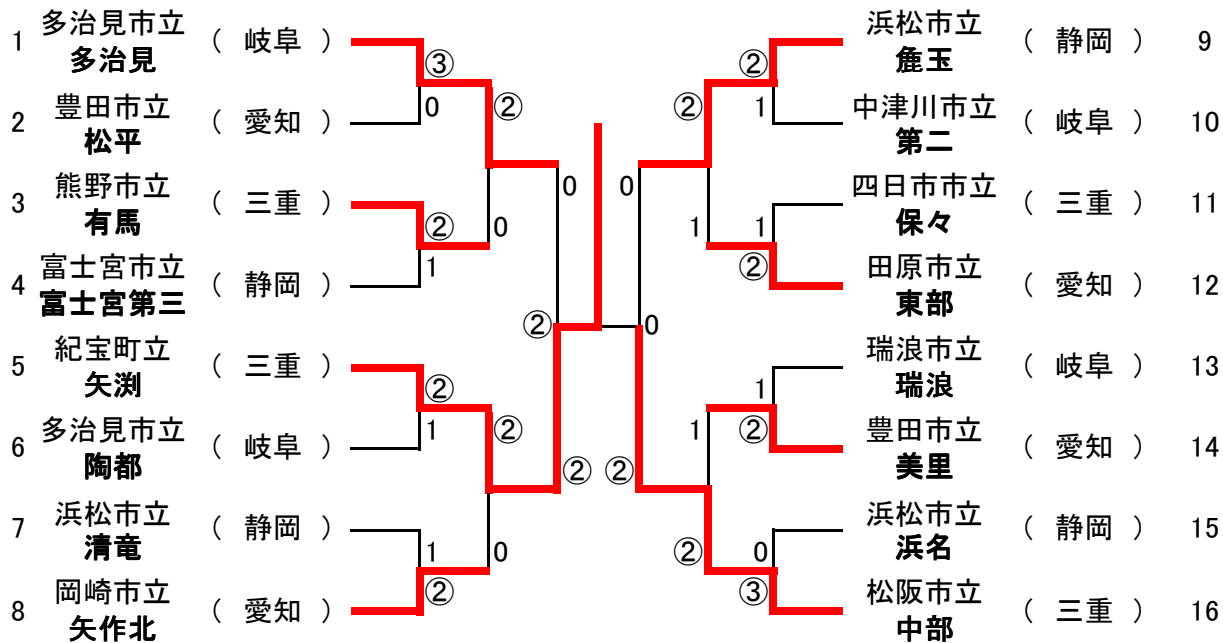 1 多治見市立 多治見 ( 岐阜 )
③
0
2 豊田市立 松平 ( 愛知 )
②
3 熊野市立 有馬 ( 三重 )
②
0
1
4 富士宮市立 富士宮第三 ( 静岡 )
0
②
5 紀宝町立 矢渕 ( 三重 )
②
1
6 多治見市立 陶都 ( 岐阜 )
②
②
7 浜松市立 清竜 ( 静岡 )
1
0
②
8 岡崎市立 矢作北 ( 愛知 )
浜松市立 麁玉 ( 静岡 ) 9
②
1
②
中津川市立 第二 ( 岐阜 ) 10
0
四日市市立 保々 ( 三重 ) 11
1
1
②
田原市立 東部 ( 愛知 ) 12
0
瑞浪市立 瑞浪 ( 岐阜 ) 13
1
1
②
豊田市立 美里 ( 愛知 ) 14
②
浜松市立 浜名 ( 静岡 ) 15
②
0
③
松阪市立 中部 ( 三重 ) 16